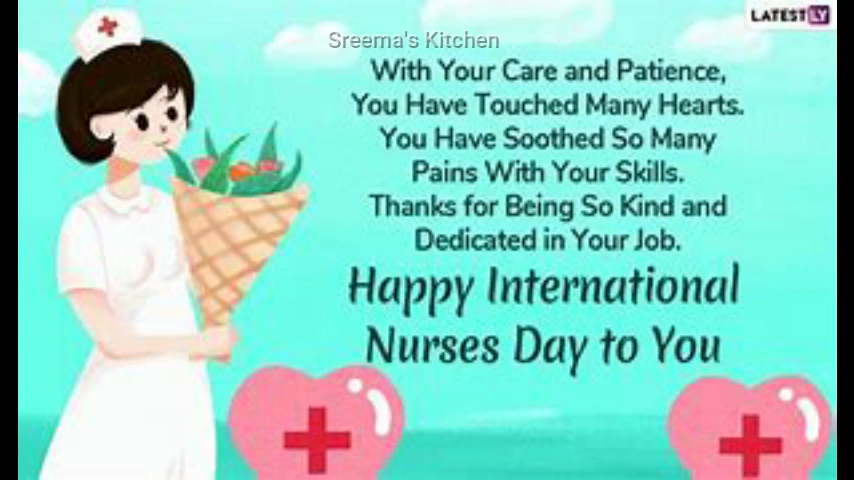 LATESTLY
Sreema's Kitchen
With Your Care and Patience,
You Have Touched Many Hearts.
You Have Soothed So Many
Pains With Your Skills.
Thanks for Being So Kind and
Dedicated in Your Job.
Happy International
Nurses Day to You